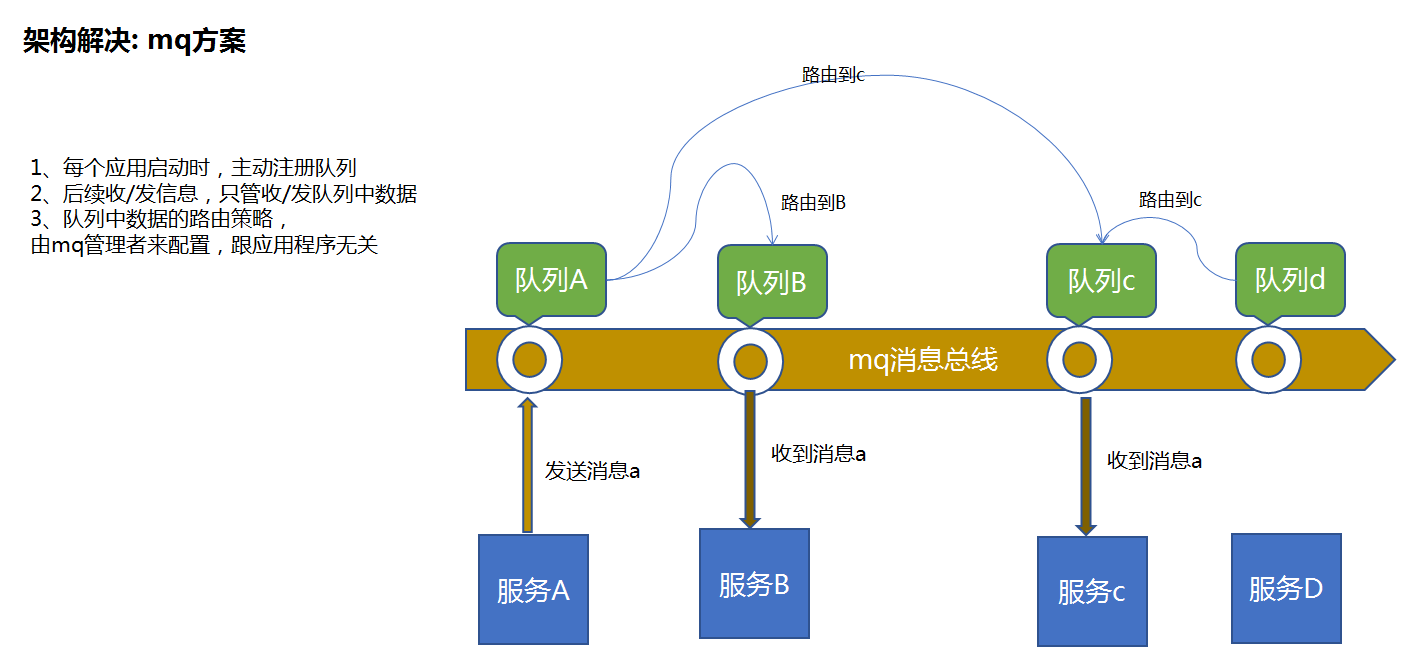 架构解决: mq方案
路由到c
1、每个应用启动时，主动注册队列
2、后续收/发信息，只管收/发队列中数据
3、队列中数据的路由策略，
由mq管理者来配置，跟应用程序无关
路由到B
路由到c
队列A
队列B
队列c
队列d
mq消息总线
发送消息a
收到消息a
收到消息a
服务A
服务B
服务c
服务D